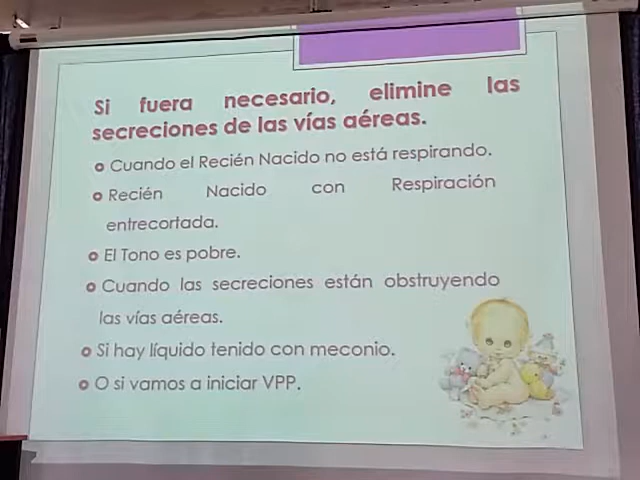 Si fuera necesario, elimine las
secreciones de las vías aéreas.
Cuando el Recién Nacido no está respirando.
Recién Nacido con Respiración
entrecortada.
El Tono es pobre.
Cuando las secreciones están obstruyendo
las vías aéreas.
Si hay líquido tenido con meconio.
O si vamos a iniciar VPP.